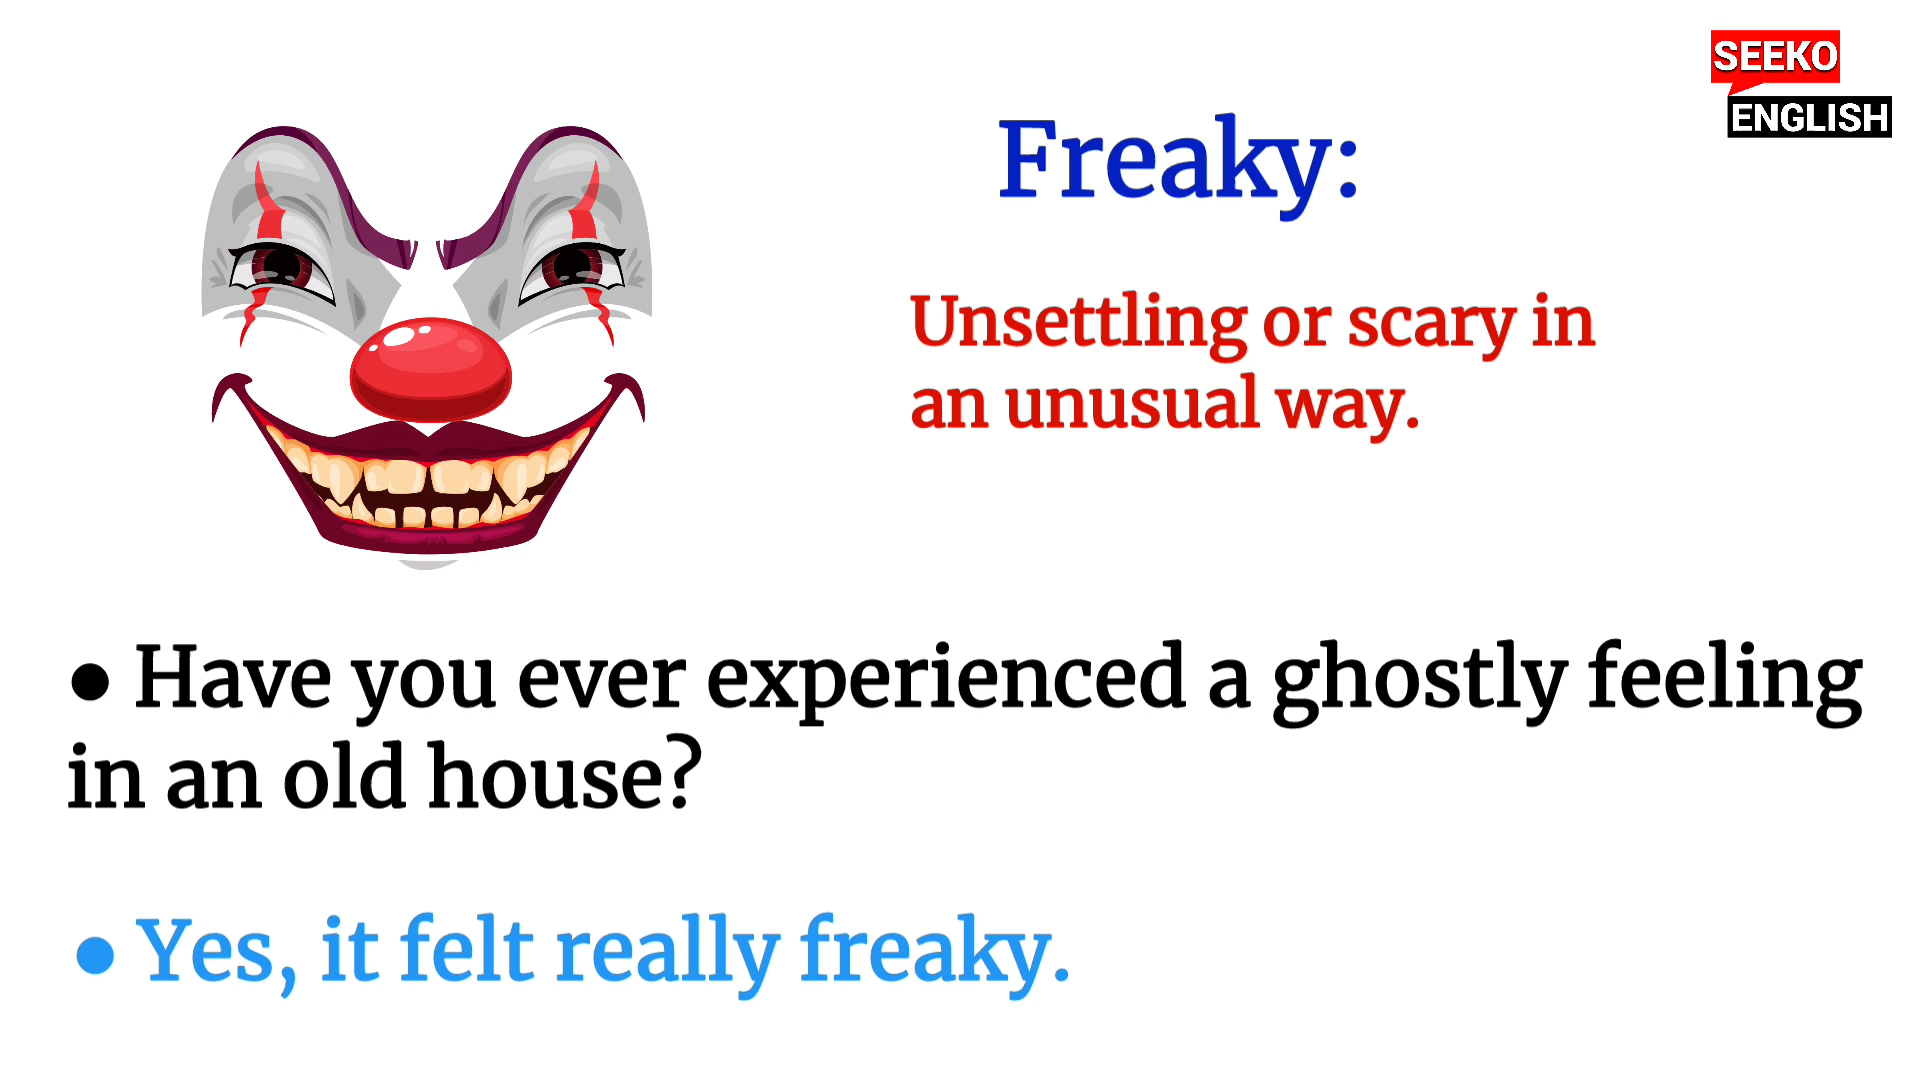 SEEKO
ENGLISH
Freaky:
Unsettling or scary in
an unusual way.
● Have you ever experienced a ghostly feeling
in an old house?
● Yes, it felt really freaky.